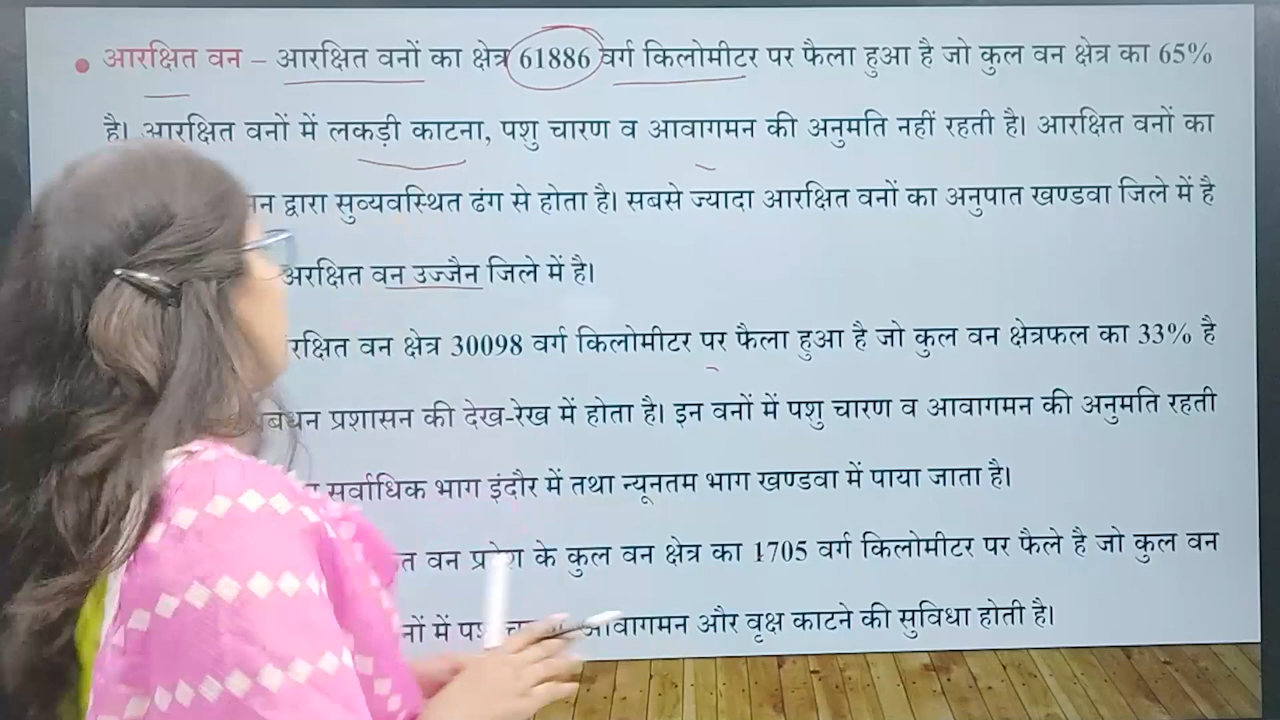 आरक्षित वन – आरक्षित वनों का क्षेत्र 61886 वर्ग किलोमीटर पर फैला हुआ है जो कुल वन क्षेत्र का 65%
है। आरक्षित वनों में लकड़ी काटना, पशु चारण व आवागमन की अनुमति नहीं रहती है। आरक्षित वनों का
द्वारा सुव्यवस्थित ढंग से होता है। सबसे ज्यादा आरक्षित वनों का अनुपात खण्डवा जिले में है
अरक्षित वन उज्जैन जिले में है।
वन क्षेत्र 30098 वर्ग किलोमीटर पर फैला हुआ है जो कुल वन क्षेत्रफल का 33% है
प्रशासन की देख-रेख में होता है। इन वनों में पशु चारण व आवागमन की अनुमति रहती
सर्वाधिक भाग इंदौर में तथा न्यूनतम भाग खण्डवा में पाया जाता है।
वन प्रदेश के कुल वन क्षेत्र का 1705 वर्ग किलोमीटर पर फैले है जो कुल वन
में आवागमन और वृक्ष काटने की सुविधा होती है।